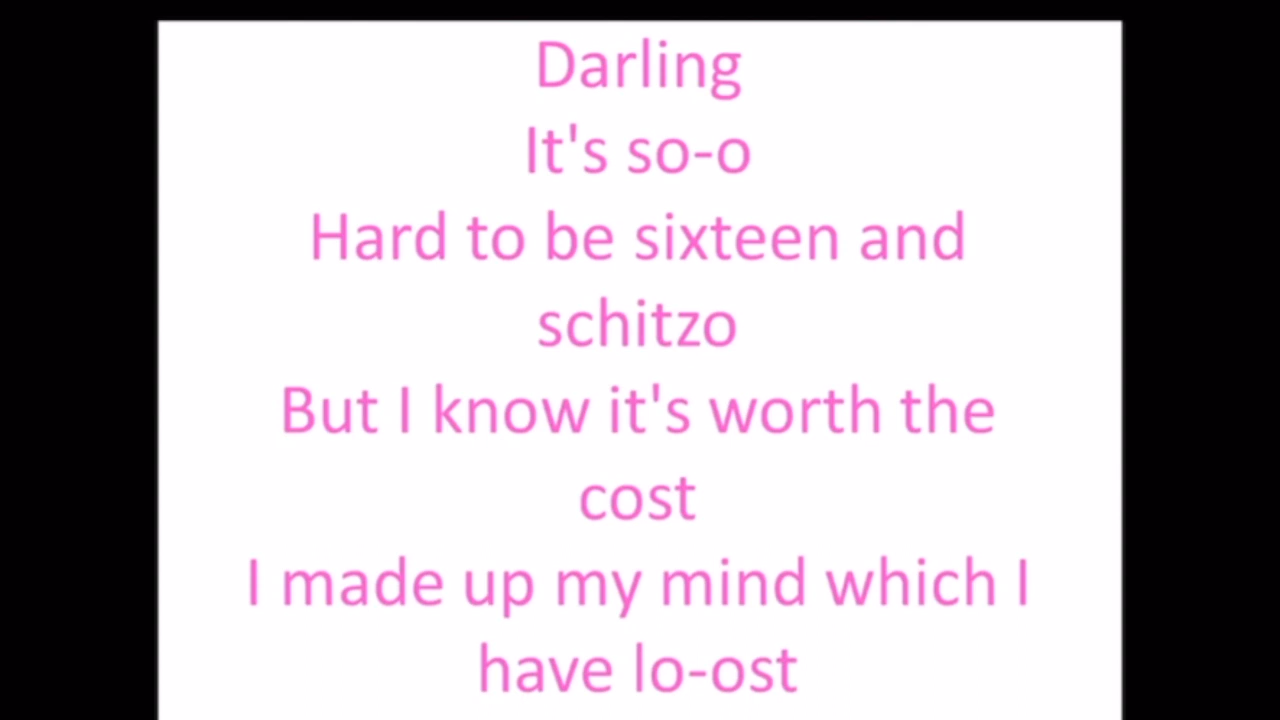 Darling
It's so-o
Hard to be sixteen and
schitzo
But I know it's worth the
cost
I made up my mind which I
have lo-ost